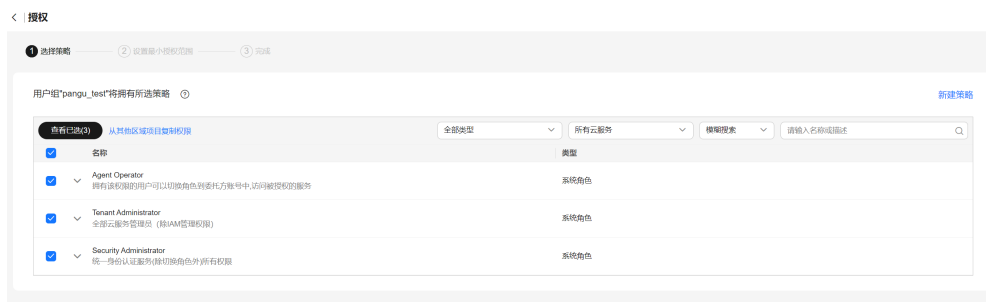 授权
1 选择策略 2 设置最小授权范围 3 完成
用户组"pangu_test"将拥有所选策略
新建策略
查看已选(3) 从其他区域项目复制权限 全部类型 所有云服务 模糊搜索 请输入名称或描述
名称 类型
Agent Operator
拥有该权限的用户可以切换角色到委托方账号中,访问被授权的服务
系统角色
Tenant Administrator
全部云服务管理员（除IAM管理权限）
系统角色
Security Administrator
统一身份认证服务(除切换角色外)所有权限
系统角色